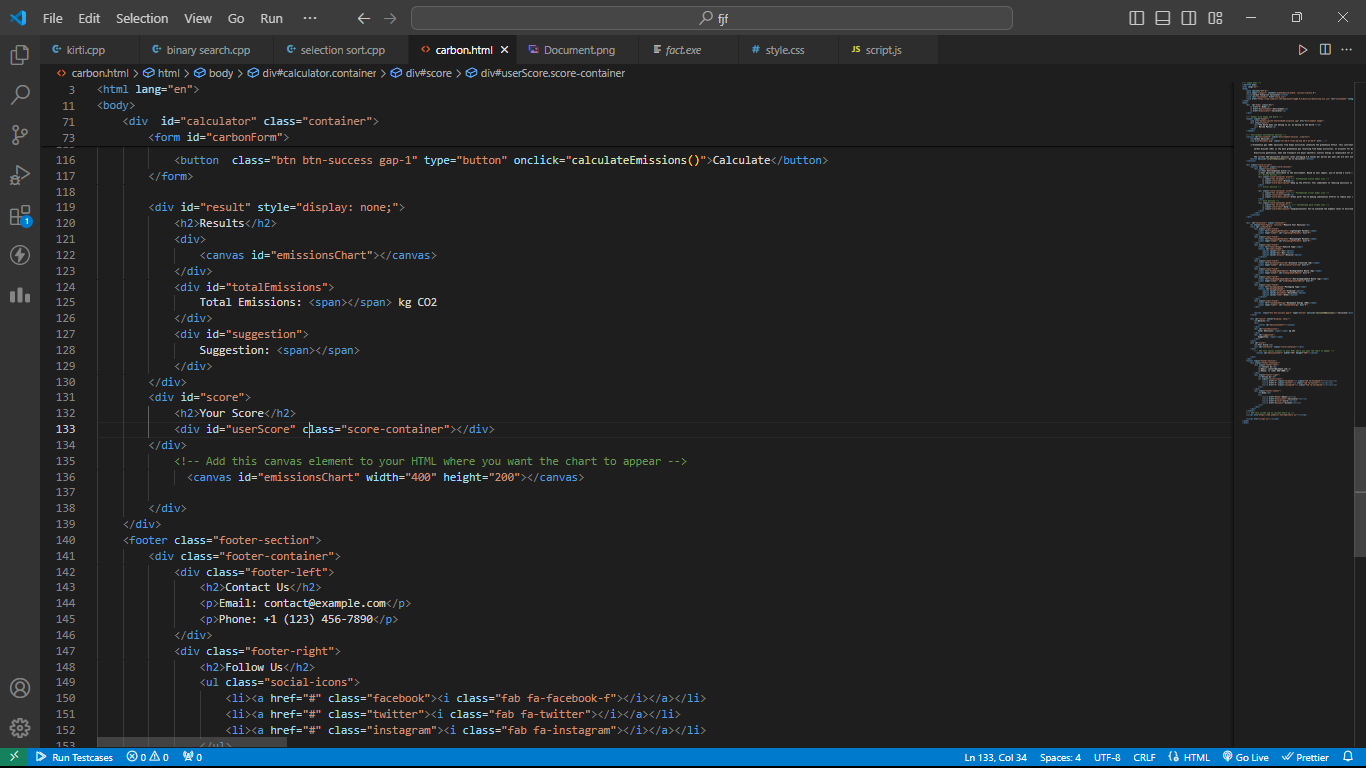 File Edit Selection View Go Run ··· fjf
kirti.cpp binary search.cpp selection sort.cpp carbon.html Document.png fact.exe # style.css JS script.js
carbon.html > html > body > div#calculator.container > div#score > div#userScore.score-container
3 <html lang="en">
11 <body>
71 <div  id="calculator" class="container">
73 <form id="carbonForm">
116 <button  class="btn btn-success gap-1" type="button" onclick="calculateEmissions()">Calculate</button>
117 </form>
118
119 <div id="result" style="display: none;">
120 <h2>Results</h2>
121 <div>
122 <canvas id="emissionsChart"></canvas>
123 </div>
124 <div id="totalEmissions">
125 Total Emissions: <span></span> kg CO2
126 </div>
127 <div id="suggestion">
128 Suggestion: <span></span>
129 </div>
130 </div>
131 <div id="score">
132 <h2>Your Score</h2>
133 <div id="userScore" class="score-container"></div>
134 </div>
135 <!-- Add this canvas element to your HTML where you want the chart to appear -->
136 <canvas id="emissionsChart" width="400" height="200"></canvas>
137
138 </div>
139 </div>
140 <footer class="footer-section">
141 <div class="footer-container">
142 <div class="footer-left">
143 <h2>Contact Us</h2>
144 <p>Email: contact@example.com</p>
145 <p>Phone: +1 (123) 456-7890</p>
146 </div>
147 <div class="footer-right">
148 <h2>Follow Us</h2>
149 <ul class="social-icons">
150 <li><a href="#" class="facebook"><i class="fab fa-facebook-f"></i></a></li>
151 <li><a href="#" class="twitter"><i class="fab fa-twitter"></i></a></li>
152 <li><a href="#" class="instagram"><i class="fab fa-instagram"></i></a></li>
153 </ul>
1
Run Testcases 0 0 0 Ln 133, Col 34 Spaces: 4 UTF-8 CRLF HTML Go Live Prettier